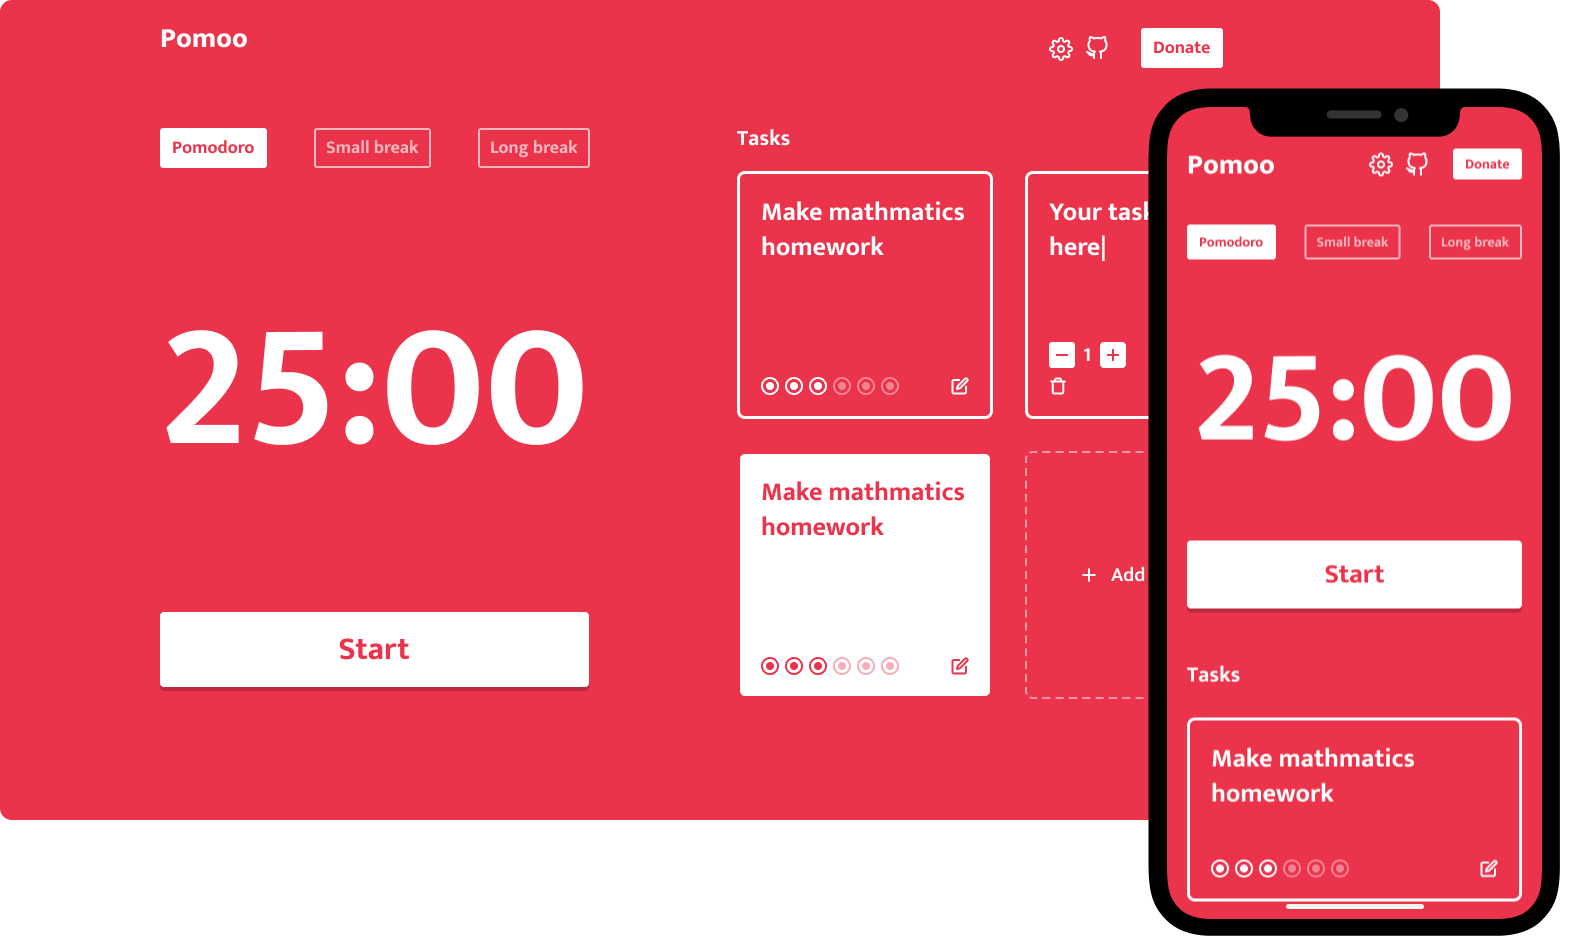 Pomoo
Donate
Pomodoro
Small break
Long break
25:00
Start
Tasks
Make mathmatics
homework
Your task
here
1
Make mathmatics
homework
Add
Pomoo
Donate
Pomodoro
Small break
Long break
25:00
Start
Tasks
Make mathmatics
homework